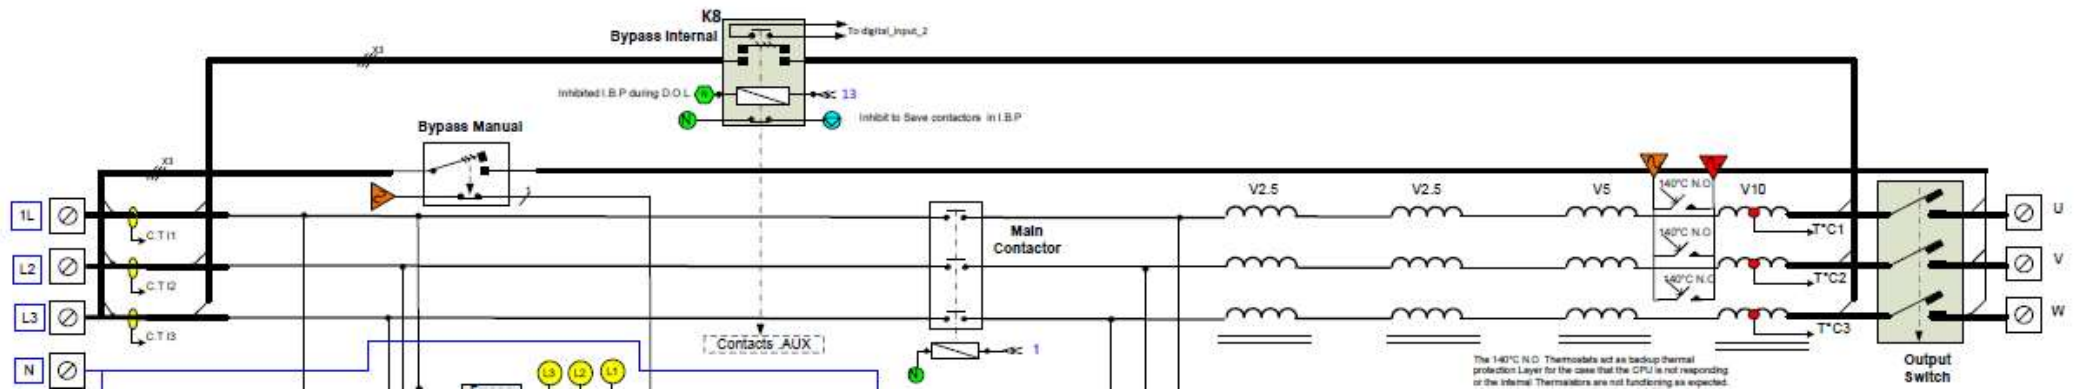 K8
Bypass Internal
To digital_input_2
X3
Inhibited I.B.P during D.O.L
R
13
N
Inhibit to Save contactors in I.B.P
Bypass Manual
X3
140°C N.O
V2.5
V2.5
V5
V10
1L
C.T I1
Main
Contactor
T°C1
U
140°C N.O
L2
C.T I2
T°C2
V
140°C N.O
L3
C.T I3
T°C3
W
Contacts .AUX
1
N
N
L3
L2
L1
The 140°C N.O Thermostats act as backup thermal
protection Layer for the case that the CPU is not responding
or the Internal Thermalstors are not functioning as expected.
Output
Switch